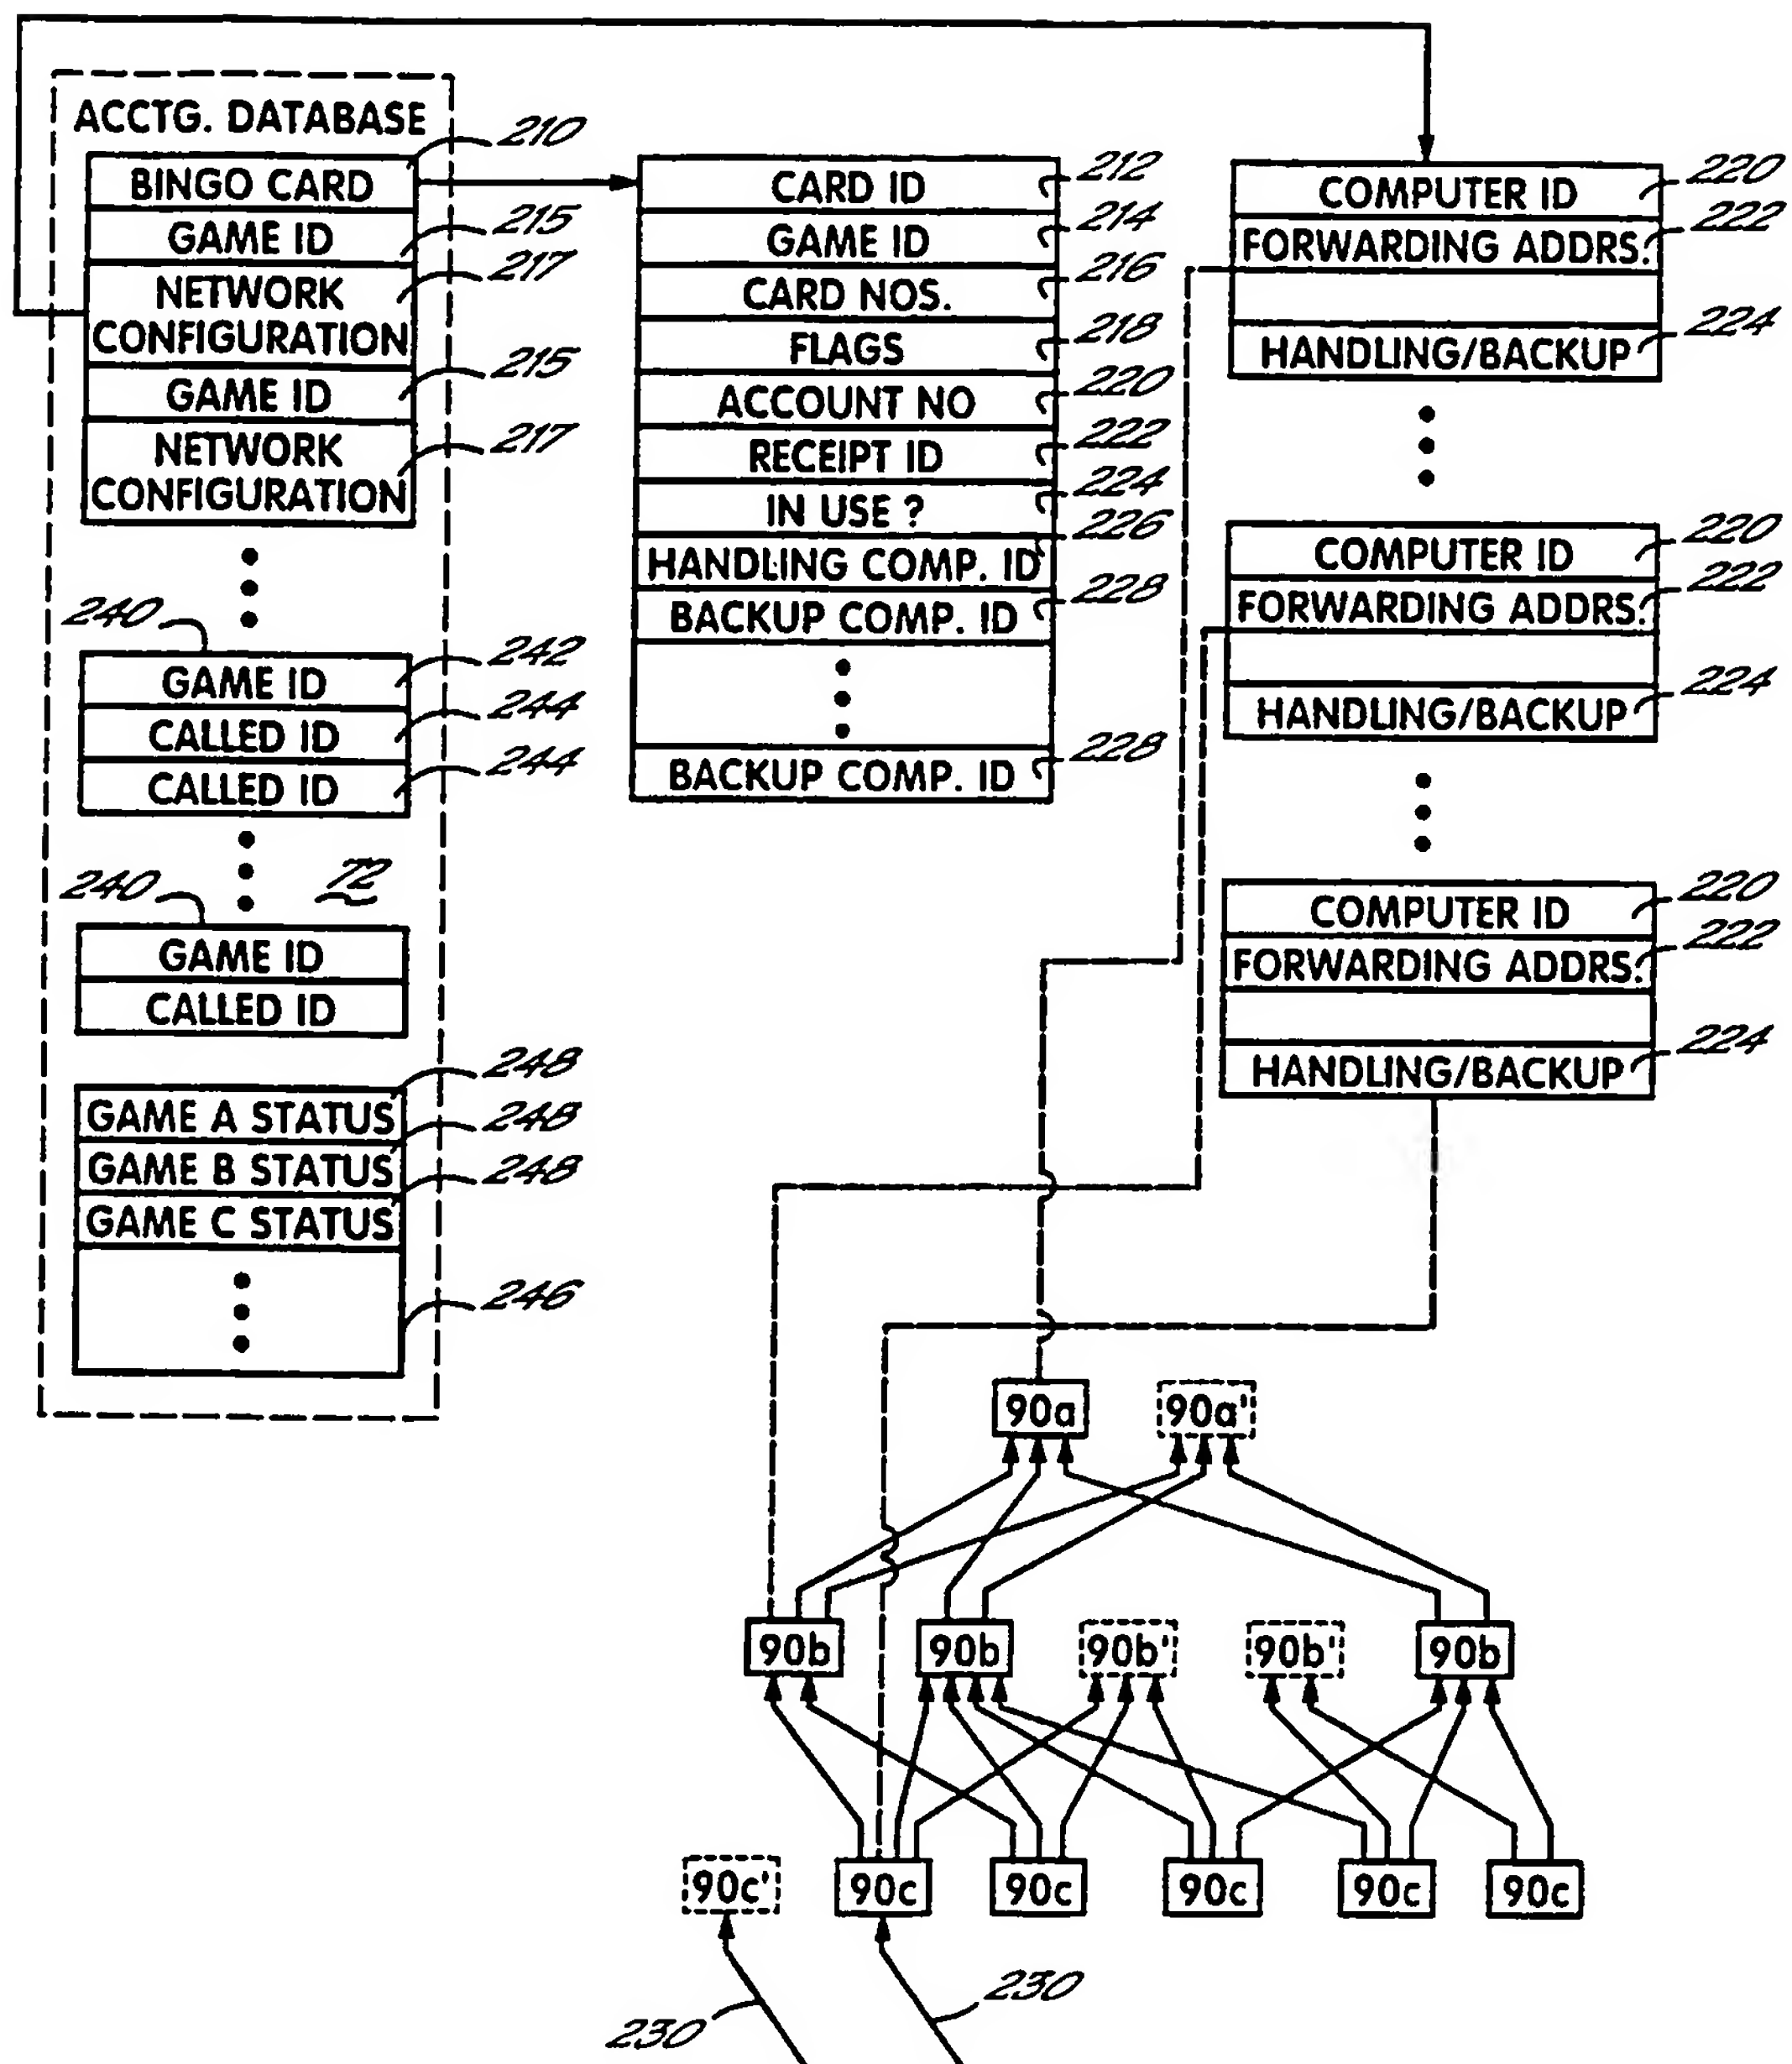 ACCTG. DATABASE
210
BINGO CARD
GAME ID
215
NETWORK
CONFIGURATION
217
GAME ID
215
NETWORK
CONFIGURATION
217
240
GAME ID
242
CALLED ID
244
CALLED ID
244
240
72
GAME ID
CALLED ID
GAME A STATUS
248
GAME B STATUS
248
GAME C STATUS
248
246
CARD ID
212
GAME ID
214
CARD NOS.
216
FLAGS
218
ACCOUNT NO
220
RECEIPT ID
222
IN USE ?
224
HANDLING COMP. ID
226
BACKUP COMP. ID
228
BACKUP COMP. ID
228
COMPUTER ID
220
FORWARDING ADDRS.
222
HANDLING/BACKUP
224
COMPUTER ID
220
FORWARDING ADDRS.
222
HANDLING/BACKUP
224
COMPUTER ID
220
FORWARDING ADDRS.
222
HANDLING/BACKUP
224
90a 90a'
90b 90b 90b' 90b' 90b
90c' 90c 90c 90c 90c 90c
230
230